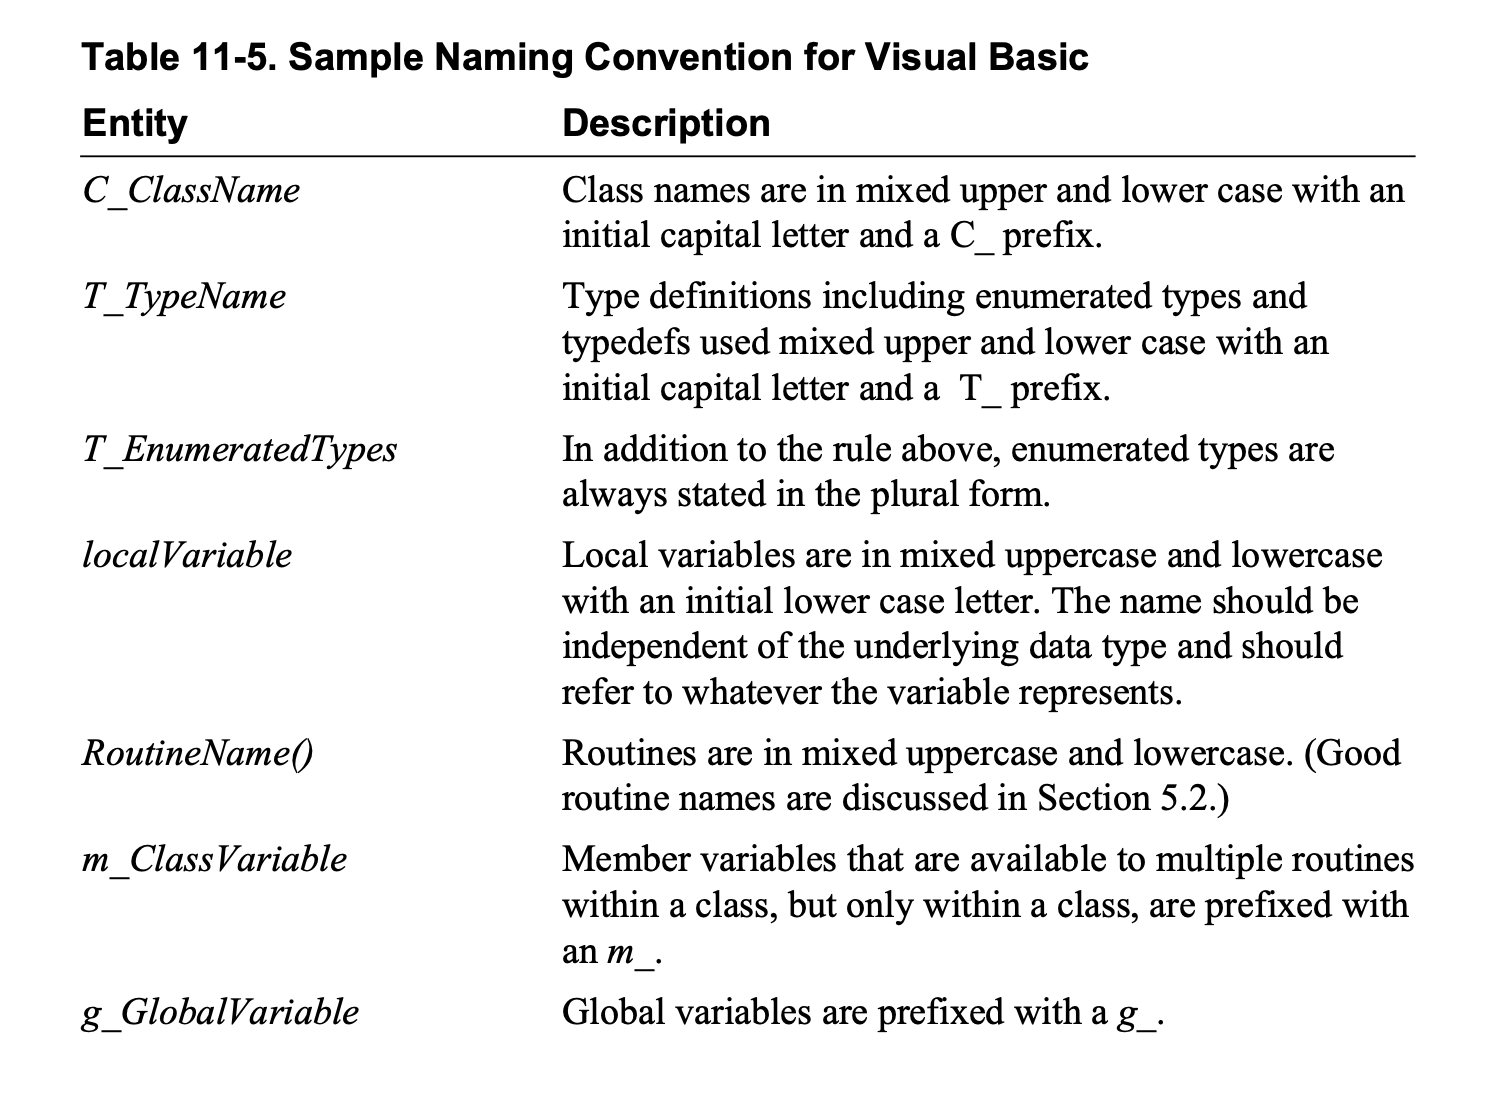 Table 11-5. Sample Naming Convention for Visual Basic
Entity Description
C_ClassName Class names are in mixed upper and lower case with an
initial capital letter and a C_ prefix.
T_TypeName Type definitions including enumerated types and
typedefs used mixed upper and lower case with an
initial capital letter and a T_ prefix.
T_EnumeratedTypes In addition to the rule above, enumerated types are
always stated in the plural form.
localVariable Local variables are in mixed uppercase and lowercase
with an initial lower case letter. The name should be
independent of the underlying data type and should
refer to whatever the variable represents.
RoutineName() Routines are in mixed uppercase and lowercase. (Good
routine names are discussed in Section 5.2.)
m_ClassVariable Member variables that are available to multiple routines
within a class, but only within a class, are prefixed with
an m_.
g_GlobalVariable Global variables are prefixed with a g_.